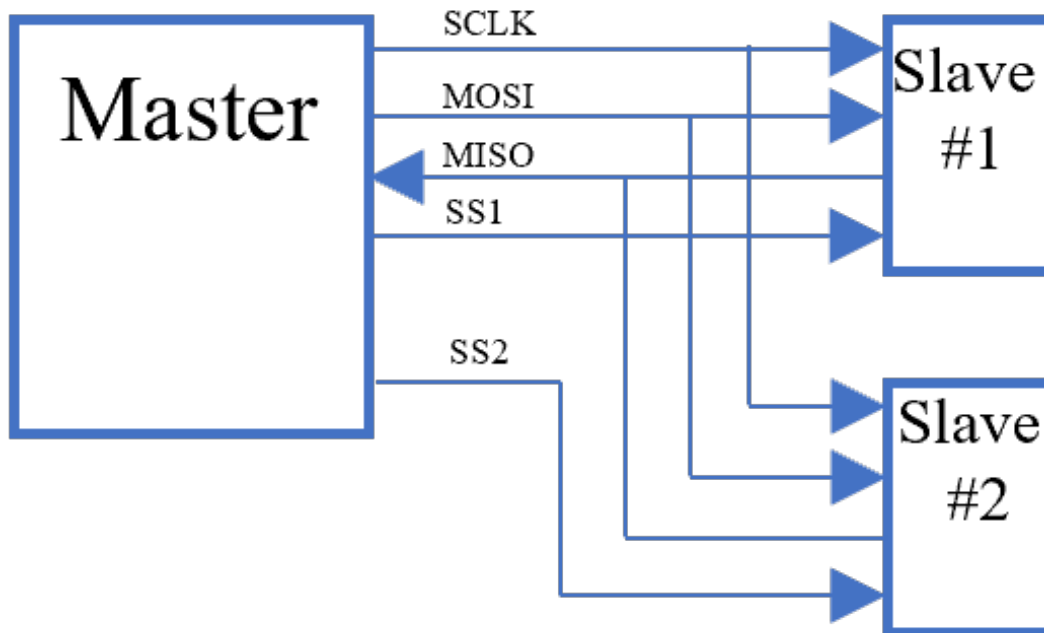 Master
SCLK
MOSI
MISO
SS1
SS2
Slave
#1
Slave
#2